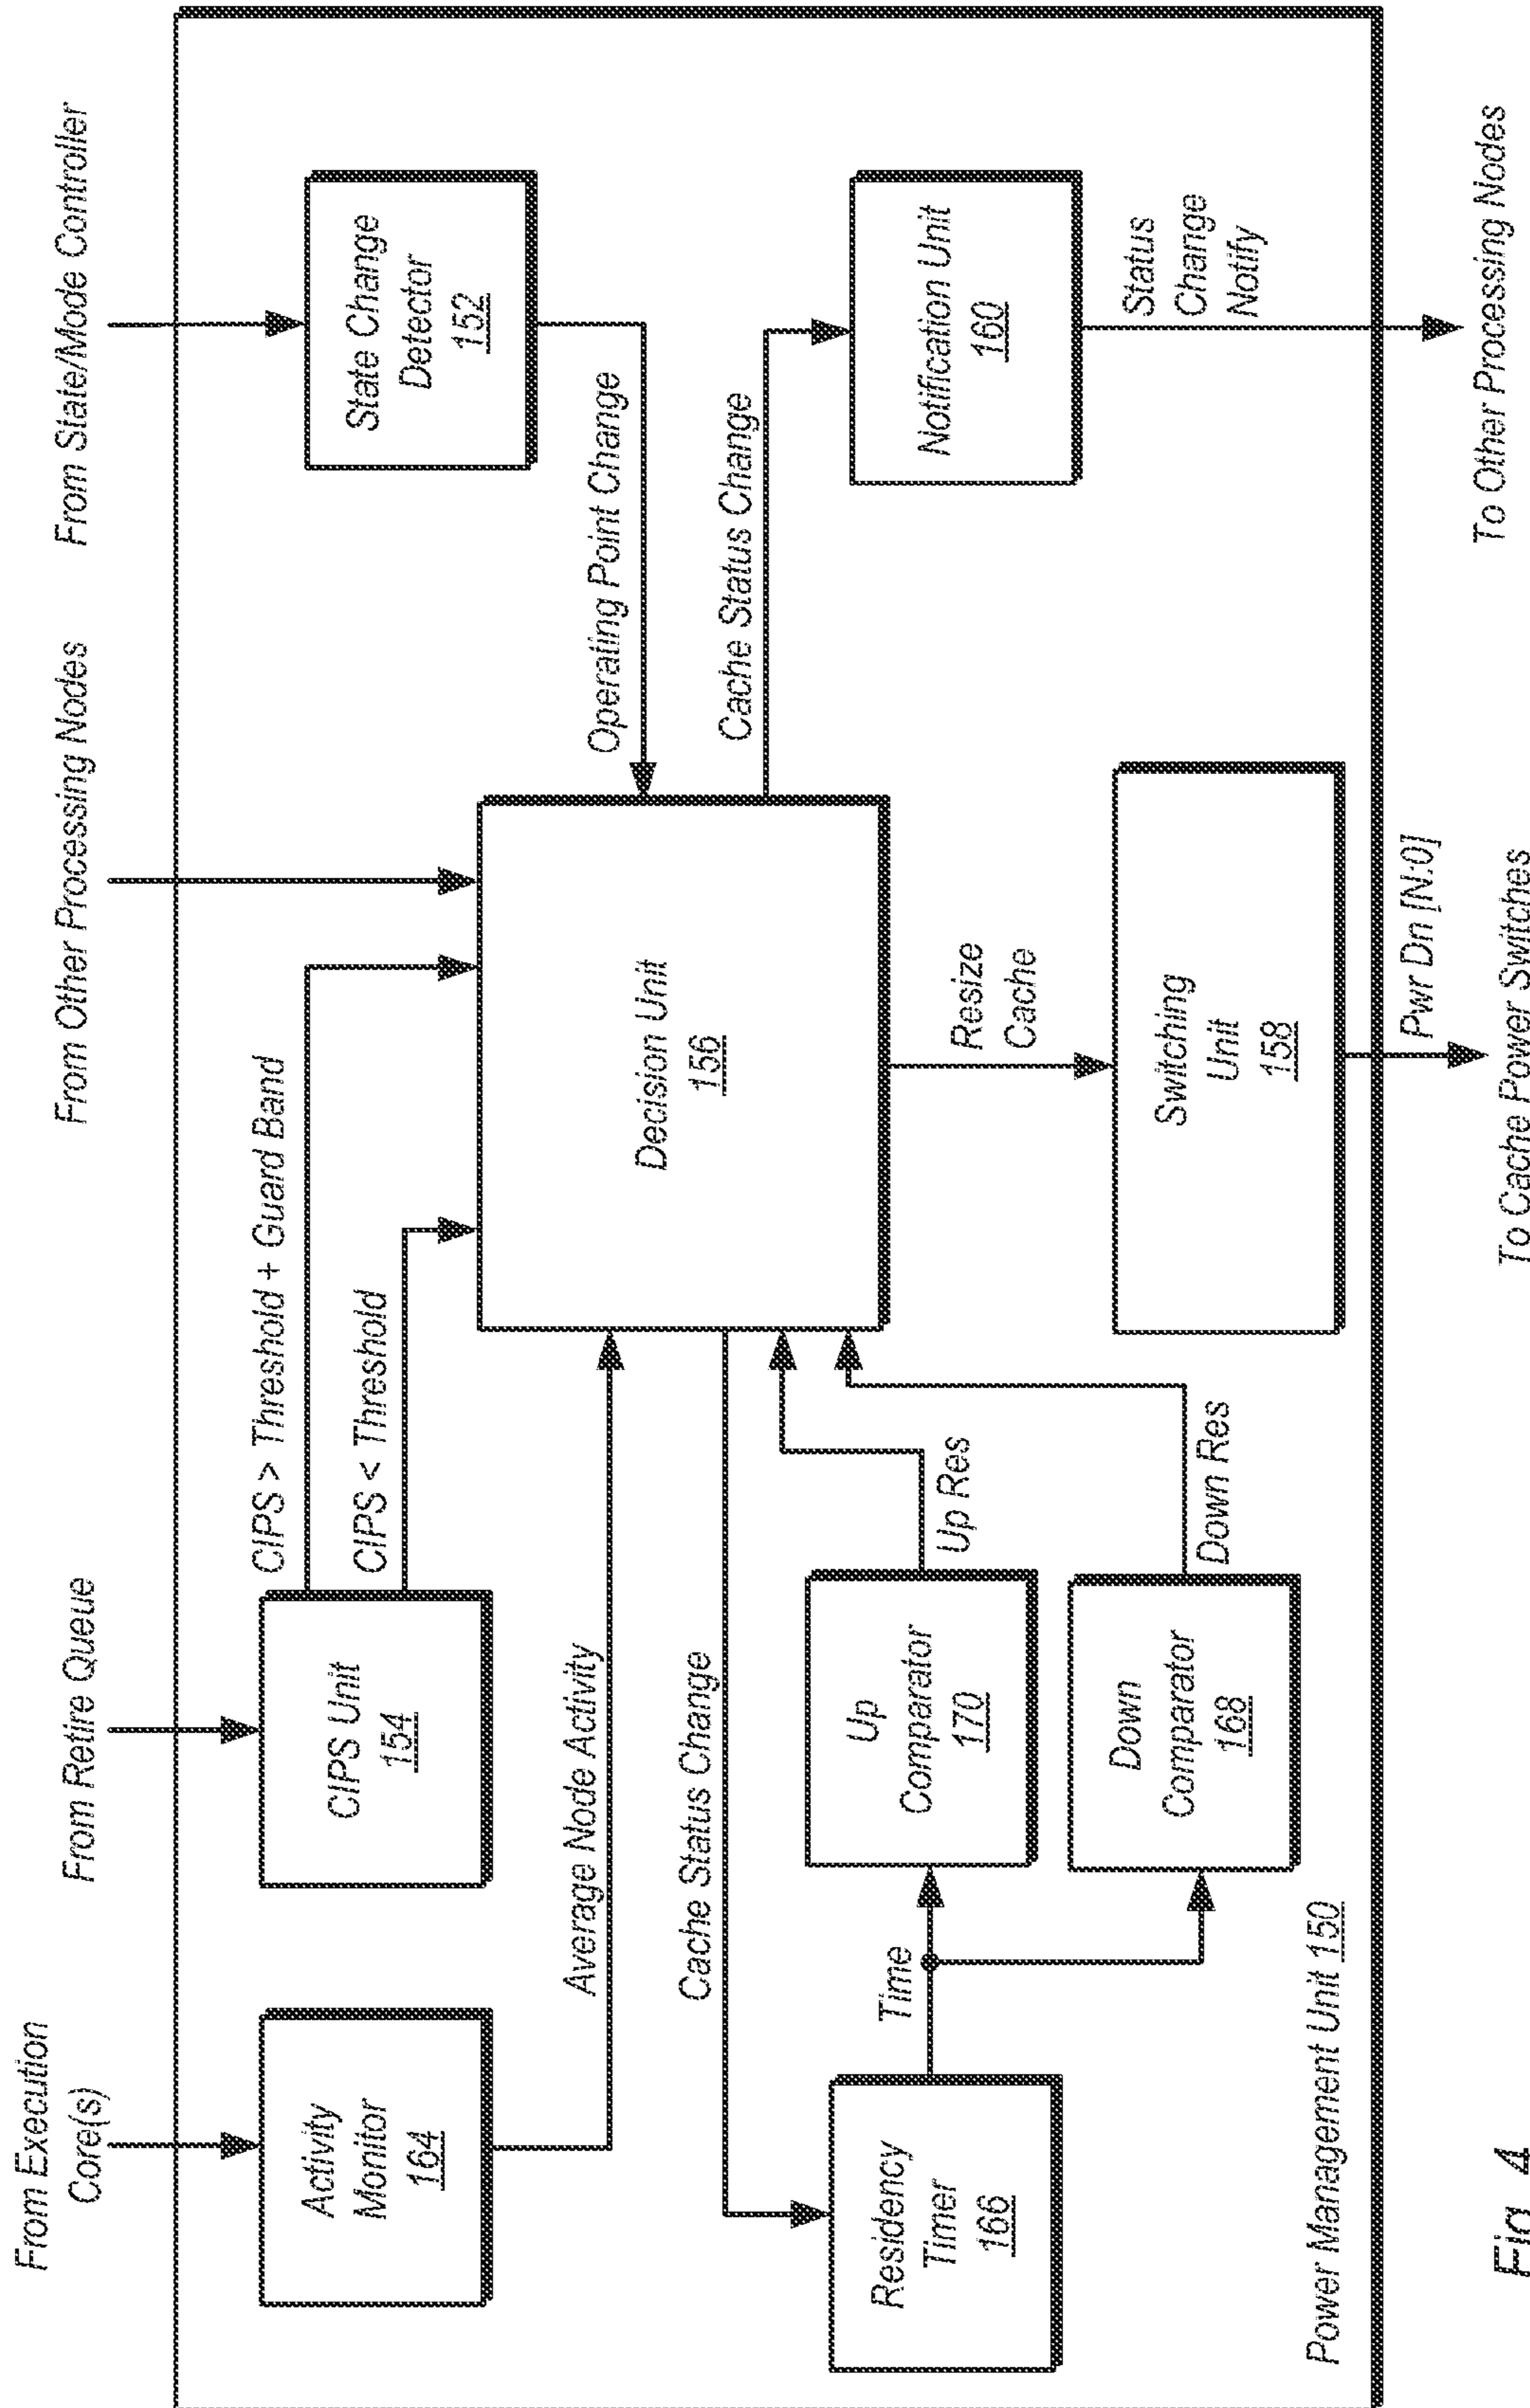 From Execution
Core(s)
From Retire Queue
From Other Processing Nodes
From State/Mode Controller
Activity
Monitor
164
CIPS Unit
154
CIPS > Threshold + Guard Band
CIPS < Threshold
State Change
Detector
152
Average Node Activity
Operating Point Change
Decision Unit
156
Cache Status Change
Cache Status Change
Residency
Timer
166
Time
Up
Comparator
170
Up Res
Down
Comparator
168
Down Res
Resize
Cache
Notification Unit
160
Status
Change
Notify
Switching
Unit
158
Power Management Unit 150
Pwr Dn [N:0]
To Cache Power Switches
To Other Processing Nodes
Fig. 4